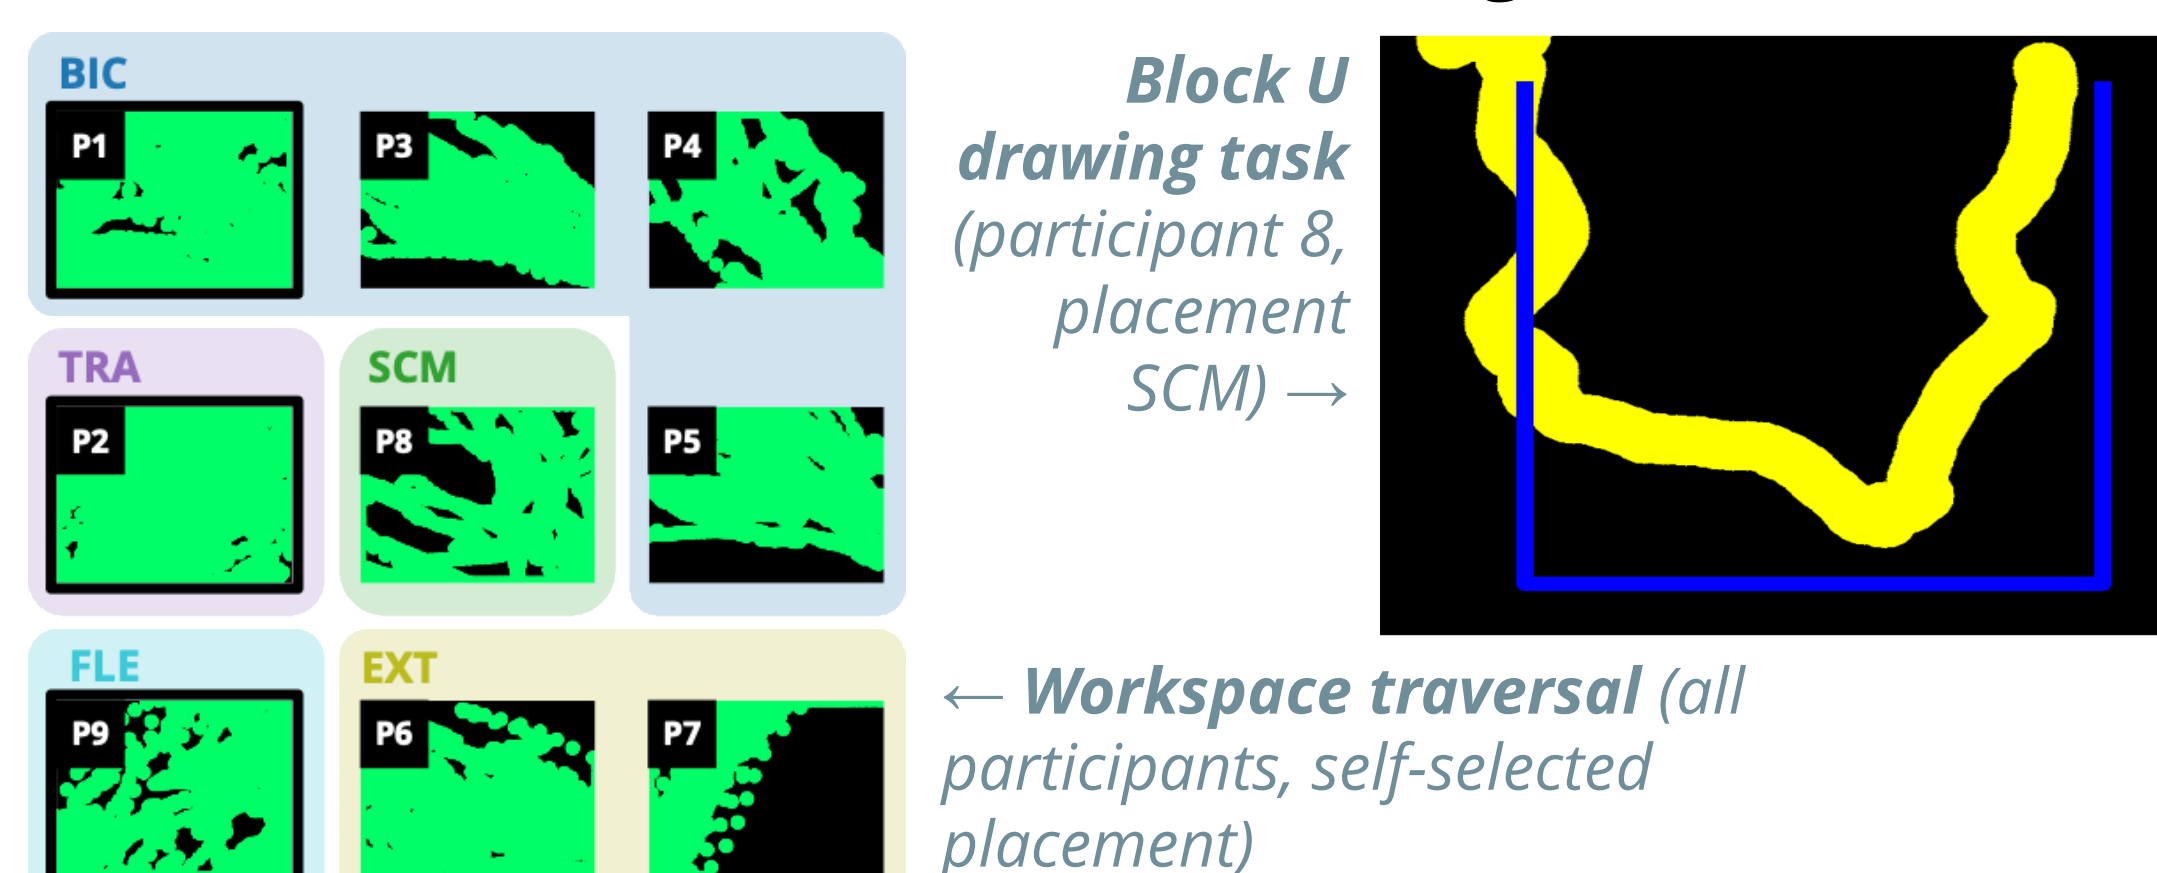 BIC
P1
P3
P4
TRA
SCM
P2
P8
P5
FLE
EXT
P9
P6
P7
Block U
drawing task
(participant 8,
placement
SCM) →
← Workspace traversal (all
participants, self-selected
placement)